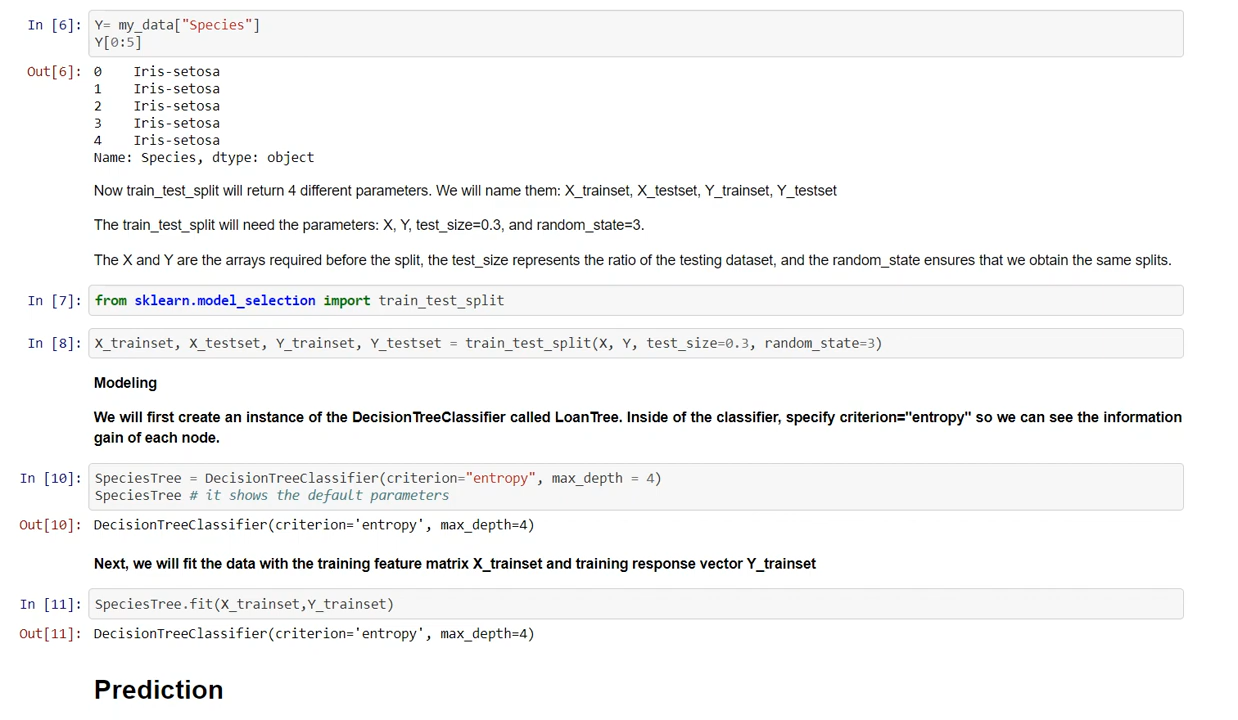 In [6]: Y= my_data["Species"]
Y[0:5]
Out[6]: 0    Iris-setosa
1    Iris-setosa
2    Iris-setosa
3    Iris-setosa
4    Iris-setosa
Name: Species, dtype: object
Now train_test_split will return 4 different parameters. We will name them: X_trainset, X_testset, Y_trainset, Y_testset
The train_test_split will need the parameters: X, Y, test_size=0.3, and random_state=3.
The X and Y are the arrays required before the split, the test_size represents the ratio of the testing dataset, and the random_state ensures that we obtain the same splits.
In [7]: from sklearn.model_selection import train_test_split
In [8]: X_trainset, X_testset, Y_trainset, Y_testset = train_test_split(X, Y, test_size=0.3, random_state=3)
Modeling
We will first create an instance of the DecisionTreeClassifier called LoanTree. Inside of the classifier, specify criterion="entropy" so we can see the information
gain of each node.
In [10]: SpeciesTree = DecisionTreeClassifier(criterion="entropy", max_depth = 4)
SpeciesTree # it shows the default parameters
Out[10]: DecisionTreeClassifier(criterion='entropy', max_depth=4)
Next, we will fit the data with the training feature matrix X_trainset and training response vector Y_trainset
In [11]: SpeciesTree.fit(X_trainset,Y_trainset)
Out[11]: DecisionTreeClassifier(criterion='entropy', max_depth=4)
Prediction